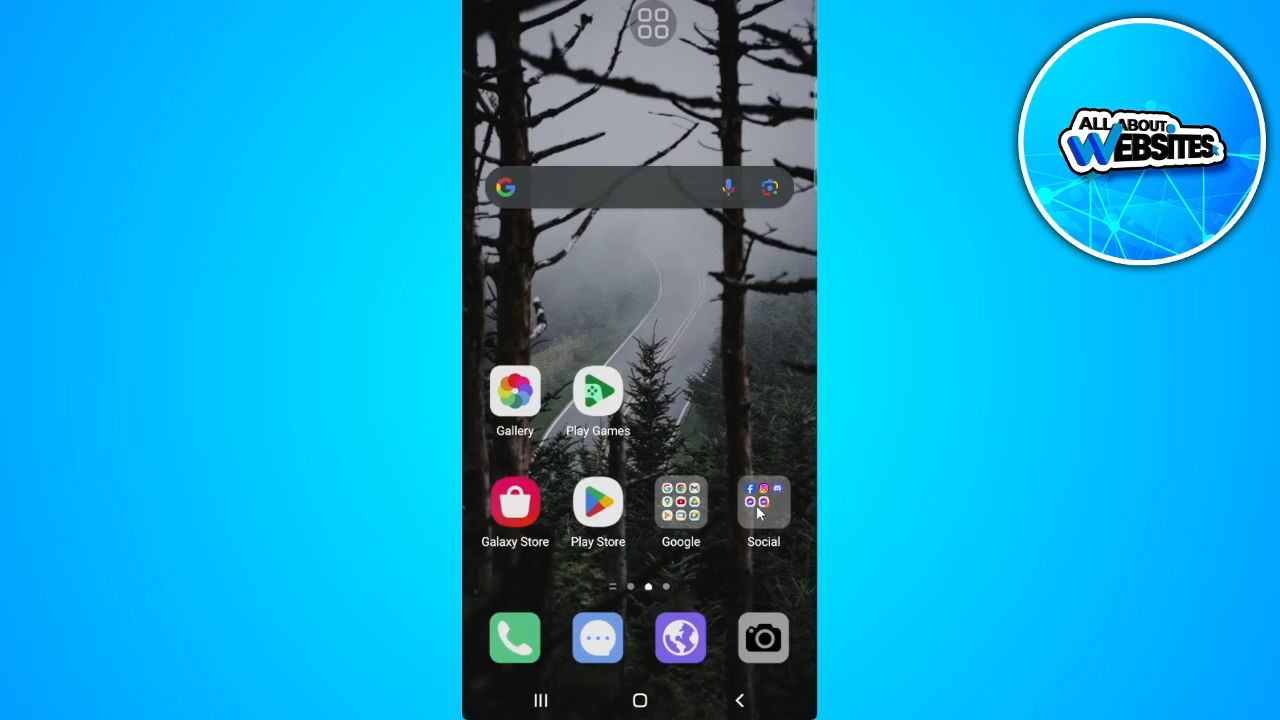 ALL ABOUT
WEBSITES
Gallery
Play Games
Galaxy Store
Play Store
Google
Social